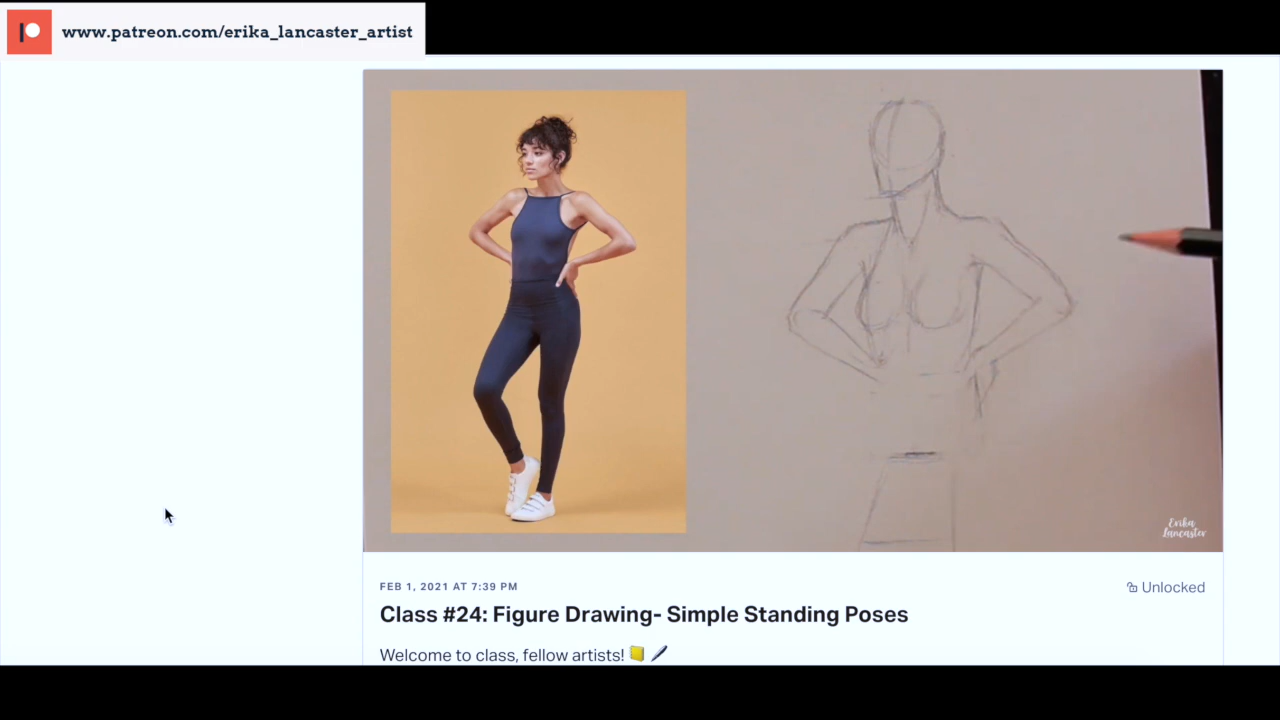 www.patreon.com/erika_lancaster_artist
Erika
Lancaster
FEB 1, 2021 AT 7:39 PM
Unlocked
Class #24: Figure Drawing- Simple Standing Poses
Welcome to class, fellow artists!